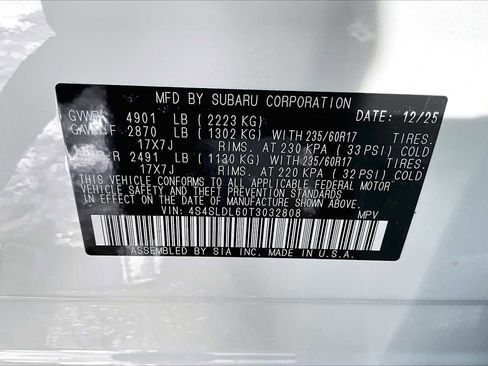 MFD BY SUBARU CORPORATION DATE: 12/25
GVWR 4901 LB ( 2223 KG)
2870 LB ( 1302 KG) WITH 235/60R17 TIRES.
17X7J RIMS. AT 230 KPA ( 33 PSI) COLD
R 2491 LB ( 1130 KG) WITH 235/60R17 TIRES.
17X7J RIMS. AT 220 KPA ( 32 PSI) COLD
THIS VEHICLE CONFORMS TO ALL APPLICABLE FEDERAL MOTOR
VEHICLE SAFETY AND THEFT PREVENTION STANDARDS IN
EFFECT ON THE DATE OF MANUFACTURE SHOWN ABOVE.
VIN: 4S4SLDL60T3032808 MPV
ASSEMBLED BY SIA INC. MADE IN U.S.A.